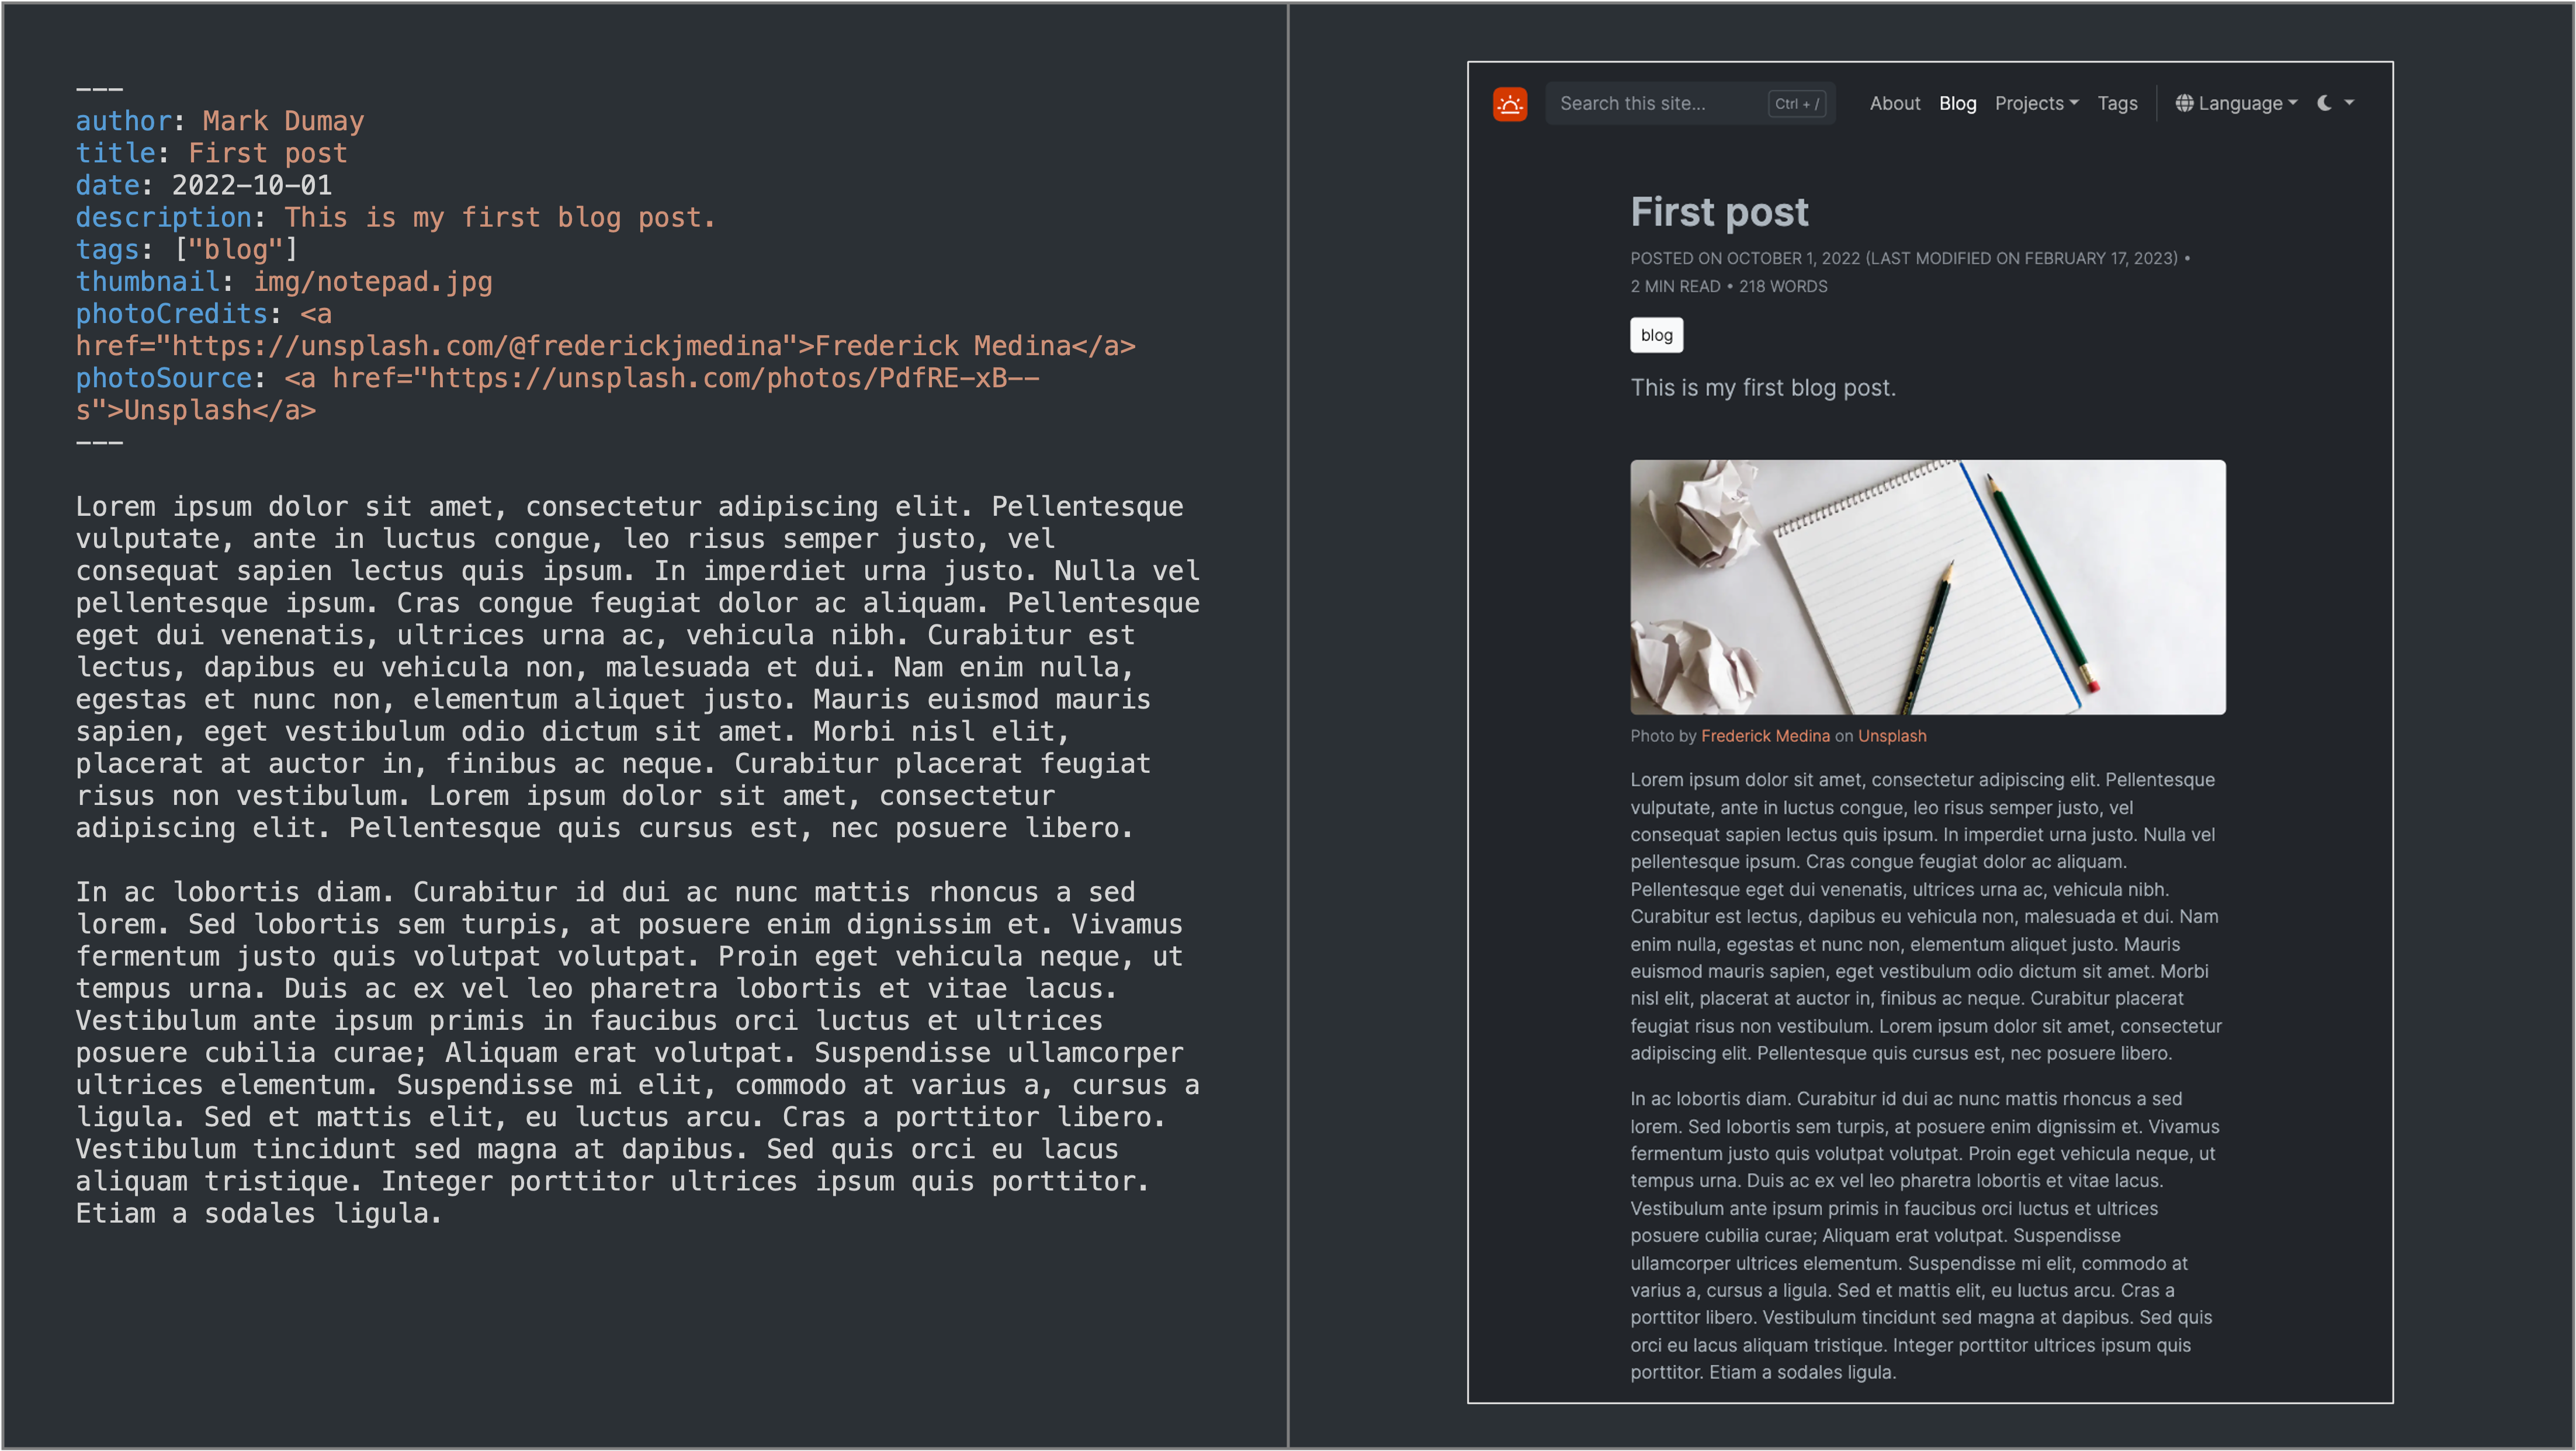 ---
author: Mark Dumay
title: First post
date: 2022-10-01
description: This is my first blog post.
tags: ["blog"]
thumbnail: img/notepad.jpg
photoCredits: <a
href="https://unsplash.com/@frederickjmedina">Frederick Medina</a>
photoSource: <a href="https://unsplash.com/photos/PdfRE-xB--
s">Unsplash</a>
---
Lorem ipsum dolor sit amet, consectetur adipiscing elit. Pellentesque
vulputate, ante in luctus congue, leo risus semper justo, vel
consequat sapien lectus quis ipsum. In imperdiet urna justo. Nulla vel
pellentesque ipsum. Cras congue feugiat dolor ac aliquam. Pellentesque
eget dui venenatis, ultrices urna ac, vehicula nibh. Curabitur est
lectus, dapibus eu vehicula non, malesuada et dui. Nam enim nulla,
egestas et nunc non, elementum aliquet justo. Mauris euismod mauris
sapien, eget vestibulum odio dictum sit amet. Morbi nisl elit,
placerat at auctor in, finibus ac neque. Curabitur placerat feugiat
risus non vestibulum. Lorem ipsum dolor sit amet, consectetur
adipiscing elit. Pellentesque quis cursus est, nec posuere libero.
In ac lobortis diam. Curabitur id dui ac nunc mattis rhoncus a sed
lorem. Sed lobortis sem turpis, at posuere enim dignissim et. Vivamus
fermentum justo quis volutpat volutpat. Proin eget vehicula neque, ut
tempus urna. Duis ac ex vel leo pharetra lobortis et vitae lacus.
Vestibulum ante ipsum primis in faucibus orci luctus et ultrices
posuere cubilia curae; Aliquam erat volutpat. Suspendisse ullamcorper
ultrices elementum. Suspendisse mi elit, commodo at varius a, cursus a
ligula. Sed et mattis elit, eu luctus arcu. Cras a porttitor libero.
Vestibulum tincidunt sed magna at dapibus. Sed quis orci eu lacus
aliquam tristique. Integer porttitor ultrices ipsum quis porttitor.
Etiam a sodales ligula.
Search this site... Ctrl + / About Blog Projects Tags Language
First post
POSTED ON OCTOBER 1, 2022 (LAST MODIFIED ON FEBRUARY 17, 2023) •
2 MIN READ • 218 WORDS
blog
This is my first blog post.
Photo by Frederick Medina on Unsplash
Lorem ipsum dolor sit amet, consectetur adipiscing elit. Pellentesque
vulputate, ante in luctus congue, leo risus semper justo, vel
consequat sapien lectus quis ipsum. In imperdiet urna justo. Nulla vel
pellentesque ipsum. Cras congue feugiat dolor ac aliquam.
Pellentesque eget dui venenatis, ultrices urna ac, vehicula nibh.
Curabitur est lectus, dapibus eu vehicula non, malesuada et dui. Nam
enim nulla, egestas et nunc non, elementum aliquet justo. Mauris
euismod mauris sapien, eget vestibulum odio dictum sit amet. Morbi
nisl elit, placerat at auctor in, finibus ac neque. Curabitur placerat
feugiat risus non vestibulum. Lorem ipsum dolor sit amet, consectetur
adipiscing elit. Pellentesque quis cursus est, nec posuere libero.
In ac lobortis diam. Curabitur id dui ac nunc mattis rhoncus a sed
lorem. Sed lobortis sem turpis, at posuere enim dignissim et. Vivamus
fermentum justo quis volutpat volutpat. Proin eget vehicula neque, ut
tempus urna. Duis ac ex vel leo pharetra lobortis et vitae lacus.
Vestibulum ante ipsum primis in faucibus orci luctus et ultrices
posuere cubilia curae; Aliquam erat volutpat. Suspendisse
ullamcorper ultrices elementum. Suspendisse mi elit, commodo at
varius a, cursus a ligula. Sed et mattis elit, eu luctus arcu. Cras a
porttitor libero. Vestibulum tincidunt sed magna at dapibus. Sed quis
orci eu lacus aliquam tristique. Integer porttitor ultrices ipsum quis
porttitor. Etiam a sodales ligula.